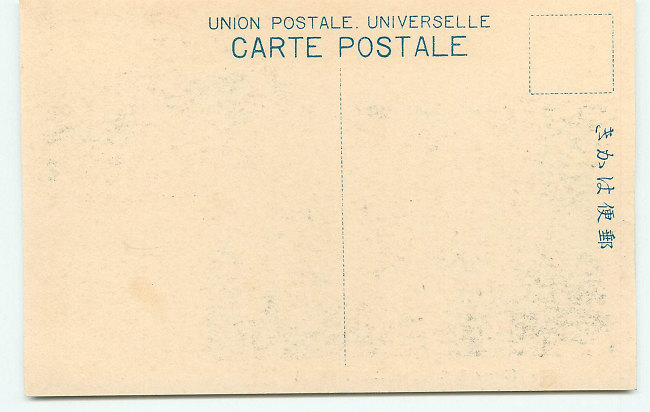 UNION POSTALE. UNIVERSELLE
CARTE POSTALE
きかは便郵